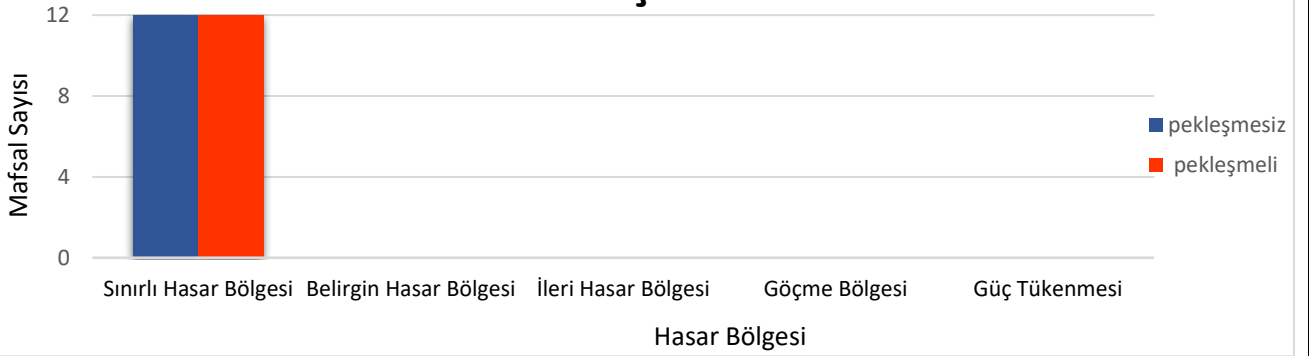 12
8
4
0
Mafsal Sayısı
pekleşmesiz
pekleşmeli
Sınırlı Hasar Bölgesi Belirgin Hasar Bölgesi İleri Hasar Bölgesi Göçme Bölgesi Güç Tükenmesi
Hasar Bölgesi